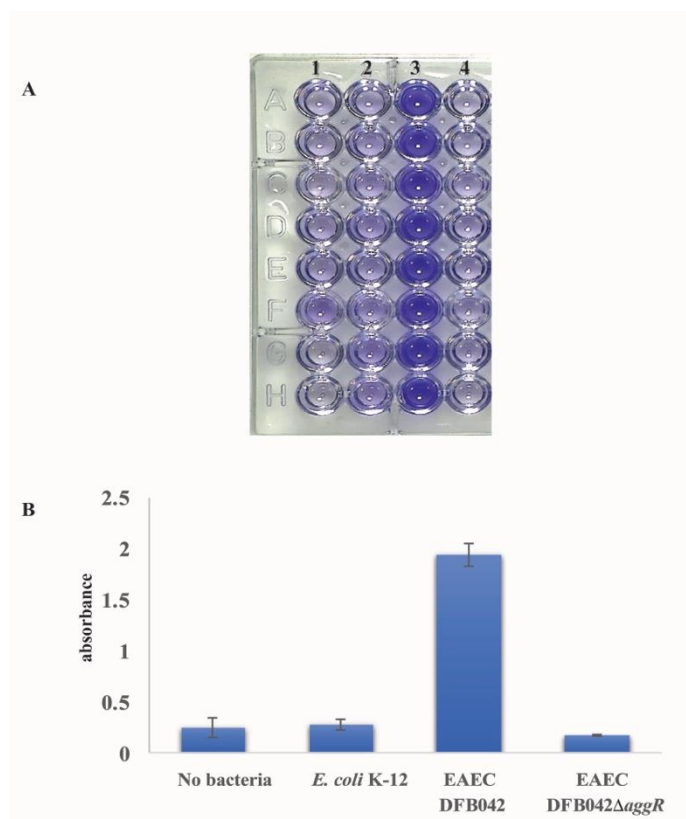 A
1 2 3 4
A
B
C
D
E
F
G
H
B
2.5
2
1.5
1
0.5
0
absorbance
No bacteria E. coli K-12 EAEC DFB042 EAEC DFB042ΔaggR